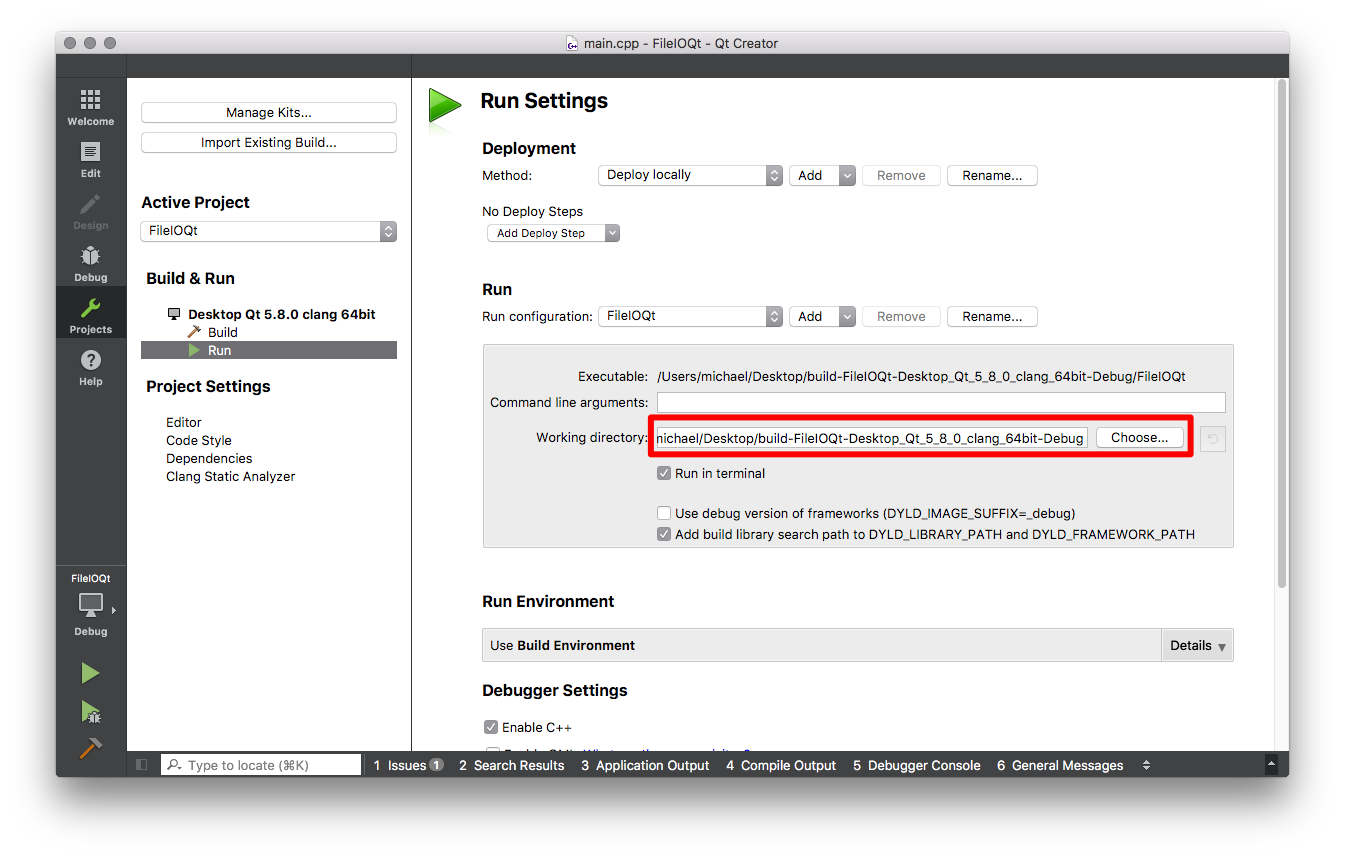 main.cpp - FileIOQt - Qt Creator
Welcome
Edit
Design
Debug
Projects
Help
FileIOQt
Debug
Manage Kits...
Import Existing Build...
Active Project
FileIOQt
Build & Run
Desktop Qt 5.8.0 clang 64bit
Build
Run
Project Settings
Editor
Code Style
Dependencies
Clang Static Analyzer
Run Settings
Deployment
Method: Deploy locally Add Remove Rename...
No Deploy Steps
Add Deploy Step
Run
Run configuration: FileIOQt Add Remove Rename...
Executable: /Users/michael/Desktop/build-FileIOQt-Desktop_Qt_5_8_0_clang_64bit-Debug/FileIOQt
Command line arguments:
Working directory: michael/Desktop/build-FileIOQt-Desktop_Qt_5_8_0_clang_64bit-Debug Choose...
Run in terminal
Use debug version of frameworks (DYLD_IMAGE_SUFFIX=_debug)
Add build library search path to DYLD_LIBRARY_PATH and DYLD_FRAMEWORK_PATH
Run Environment
Use Build Environment Details
Debugger Settings
Enable C++
Type to locate (⌘K) 1 Issues 1 2 Search Results 3 Application Output 4 Compile Output 5 Debugger Console 6 General Messages